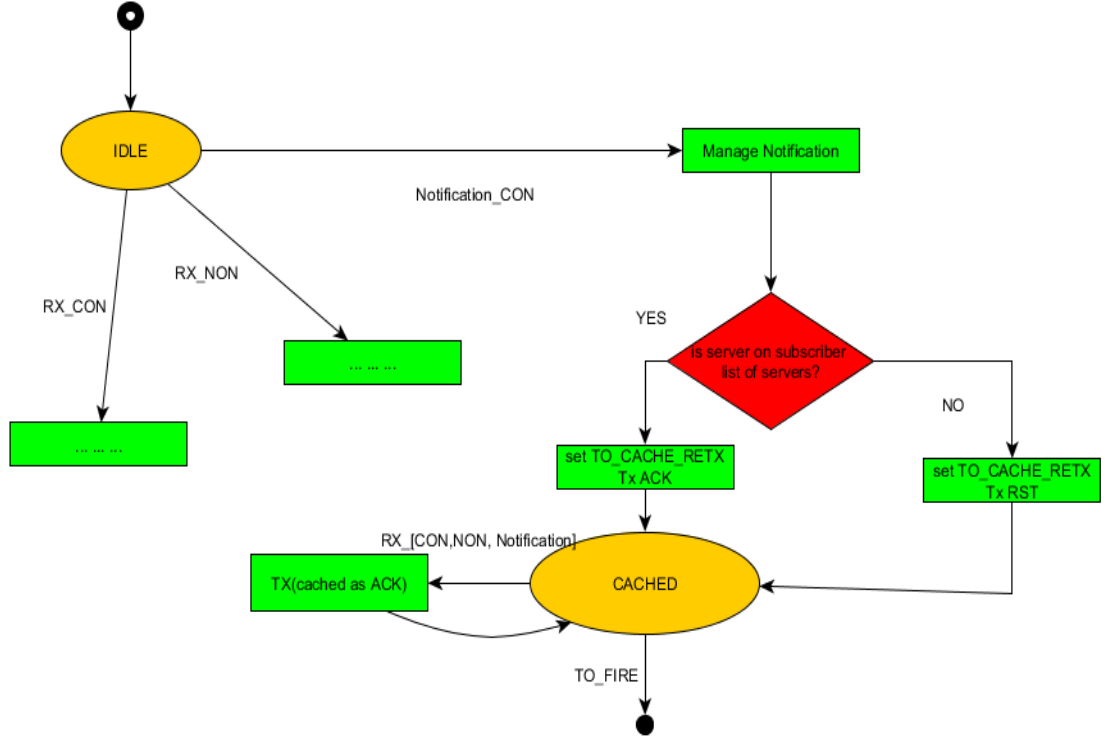 IDLE
Manage Notification
Notification_CON
RX_NON
RX_CON
YES
... ... ...
is server on subscriber
list of servers?
NO
... ... ...
set TO_CACHE_RETX
Tx ACK
set TO_CACHE_RETX
Tx RST
RX_[CON,NON, Notification]
TX(cached as ACK)
CACHED
TO_FIRE